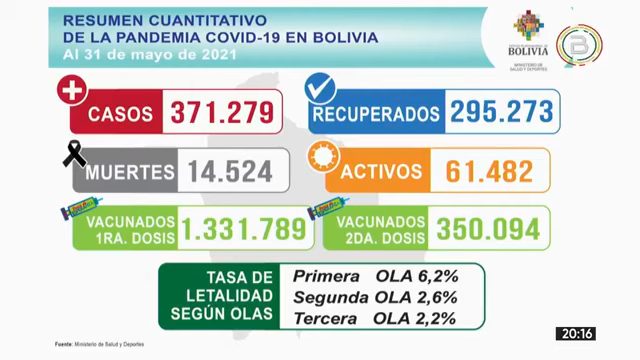 RESUMEN CUANTITATIVO
DE LA PANDEMIA COVID-19 EN BOLIVIA
Al 31 de mayo de 2021
BOLIVIA
MINISTERIO
DE SALUD Y DEPORTES
CASOS 371.279
RECUPERADOS 295.273
MUERTES 14.524
ACTIVOS 61.482
VACUNADOS
1RA. DOSIS
1.331.789
VACUNADOS
2DA. DOSIS
350.094
TASA DE
LETALIDAD
SEGÚN OLAS
Primera OLA 6,2%
Segunda OLA 2,6%
Tercera OLA 2,2%
Fuente: Ministerio de Salud y Deportes
20:16